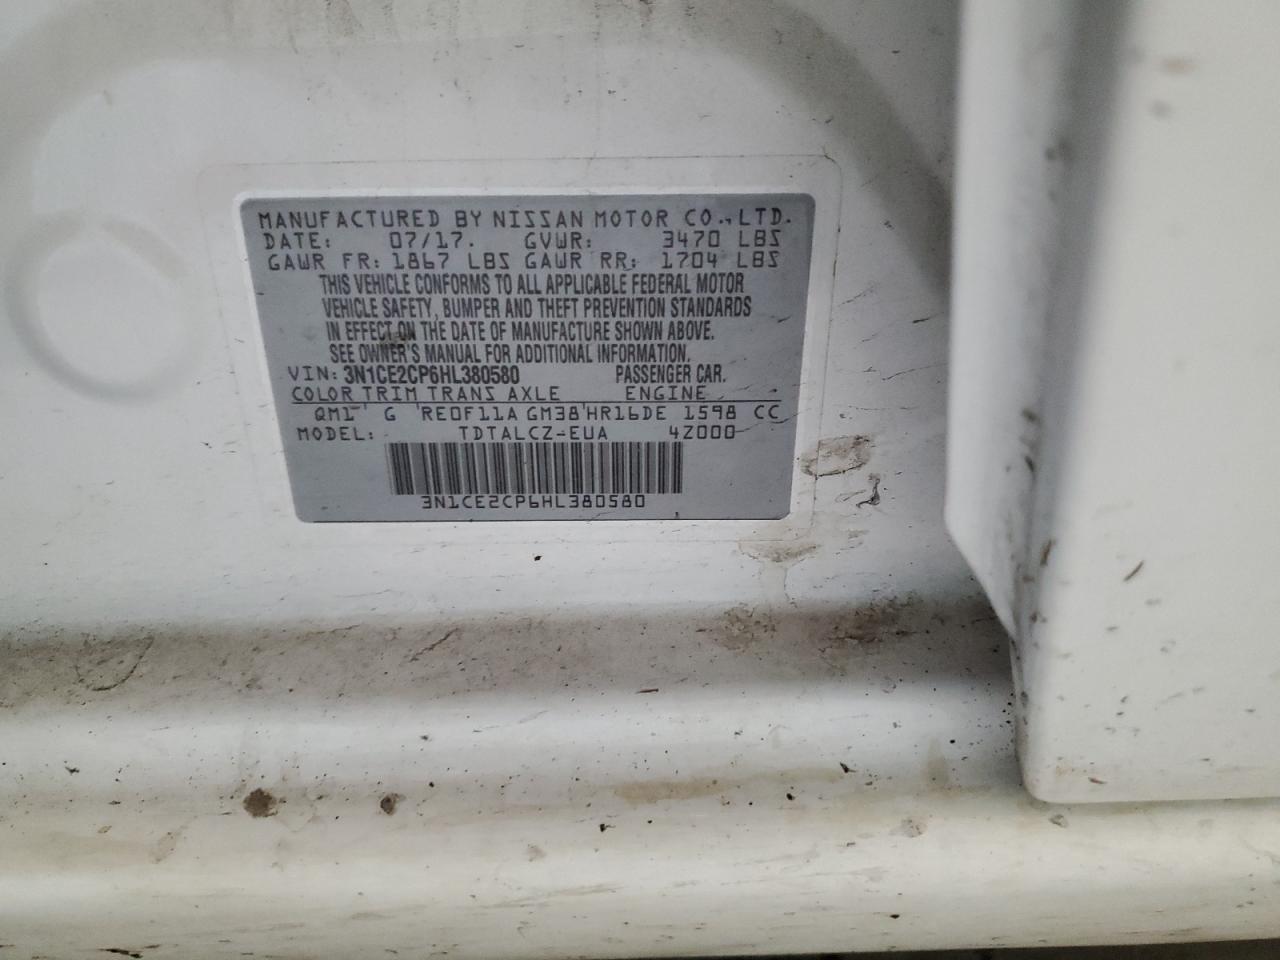 MANUFACTURED BY NISSAN MOTOR CO., LTD.
DATE: 07/17. GVWR: 3470 LBS
GAWR FR: 1867 LBS GAWR RR: 1704 LBS
THIS VEHICLE CONFORMS TO ALL APPLICABLE FEDERAL MOTOR
VEHICLE SAFETY, BUMPER AND THEFT PREVENTION STANDARDS
IN EFFECT ON THE DATE OF MANUFACTURE SHOWN ABOVE.
SEE OWNER'S MANUAL FOR ADDITIONAL INFORMATION.
VIN: 3N1CE2CP6HL380580 PASSENGER CAR.
COLOR TRIM TRANS AXLE ENGINE
QM1 G RE0F11A GM38 HR16DE 1598 CC
MODEL: TDTALCZ-EUA 4Z000
3N1CE2CP6HL380580